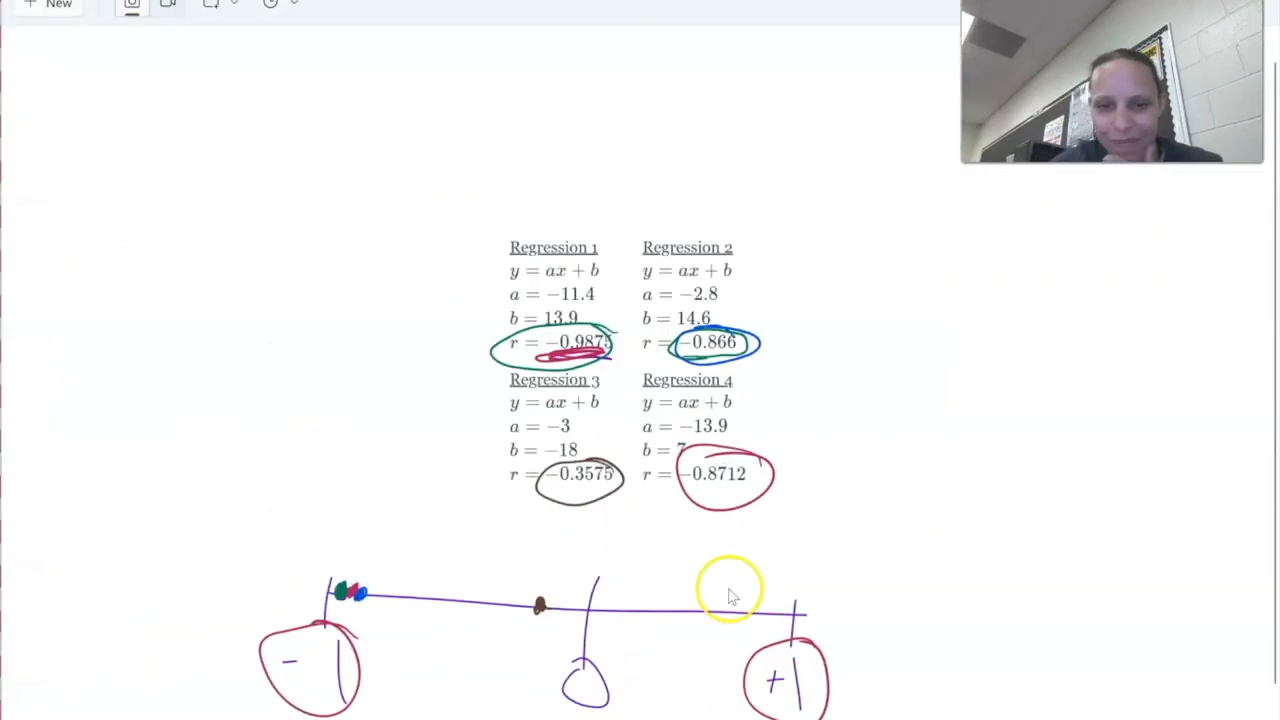 New
Regression 1
y = ax + b
a = −11.4
b = 13.9
r = −0.9875
Regression 2
y = ax + b
a = −2.8
b = 14.6
r = −0.866
Regression 3
y = ax + b
a = −3
b = −18
r = −0.3575
Regression 4
y = ax + b
a = −13.9
b = 7
r = −0.8712
-1
0
+1